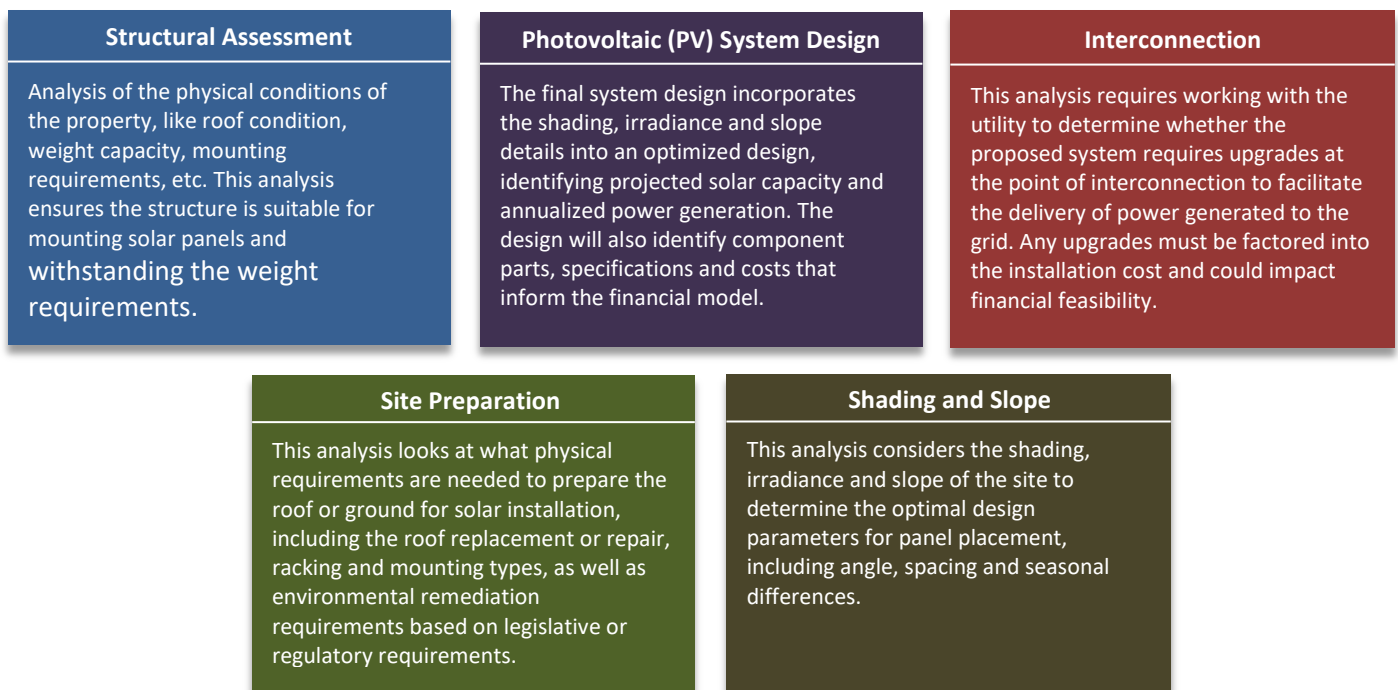 Structural Assessment
Analysis of the physical conditions of
the property, like roof condition,
weight capacity, mounting
requirements, etc. This analysis
ensures the structure is suitable for
mounting solar panels and
withstanding the weight
requirements.
Photovoltaic (PV) System Design
The final system design incorporates
the shading, irradiance and slope
details into an optimized design,
identifying projected solar capacity and
annualized power generation. The
design will also identify component
parts, specifications and costs that
inform the financial model.
Interconnection
This analysis requires working with the
utility to determine whether the
proposed system requires upgrades at
the point of interconnection to facilitate
the delivery of power generated to the
grid. Any upgrades must be factored into
the installation cost and could impact
financial feasibility.
Site Preparation
This analysis looks at what physical
requirements are needed to prepare the
roof or ground for solar installation,
including the roof replacement or repair,
racking and mounting types, as well as
environmental remediation
requirements based on legislative or
regulatory requirements.
Shading and Slope
This analysis considers the shading,
irradiance and slope of the site to
determine the optimal design
parameters for panel placement,
including angle, spacing and seasonal
differences.